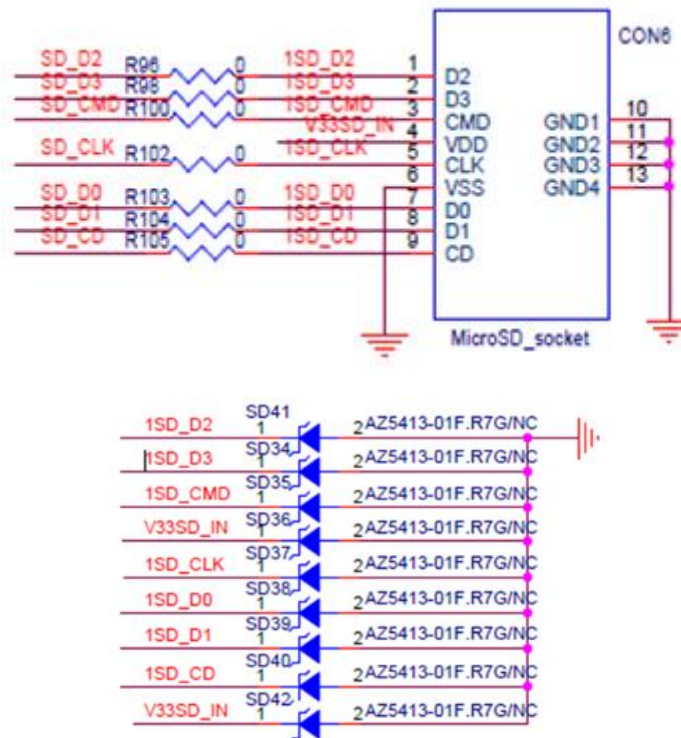 CON6
SD_D2 R96 0 1SD_D2 1 D2
SD_D3 R98 0 1SD_D3 2 D3
SD_CMD R100 0 1SD_CMD 3 CMD GND1 10
V33SD_IN 4 VDD GND2 11
SD_CLK R102 0 1SD_CLK 5 CLK GND3 12
6 VSS GND4 13
SD_D0 R103 0 1SD_D0 7 D0
SD_D1 R104 0 1SD_D1 8 D1
SD_CD R105 0 1SD_CD 9 CD
MicroSD_socket
1SD_D2 SD41 1 2 AZ5413-01F.R7G/NC
1SD_D3 SD34 1 2 AZ5413-01F.R7G/NC
1SD_CMD SD35 1 2 AZ5413-01F.R7G/NC
V33SD_IN SD36 1 2 AZ5413-01F.R7G/NC
1SD_CLK SD37 1 2 AZ5413-01F.R7G/NC
1SD_D0 SD38 1 2 AZ5413-01F.R7G/NC
1SD_D1 SD39 1 2 AZ5413-01F.R7G/NC
1SD_CD SD40 1 2 AZ5413-01F.R7G/NC
V33SD_IN SD42 1 2 AZ5413-01F.R7G/NC